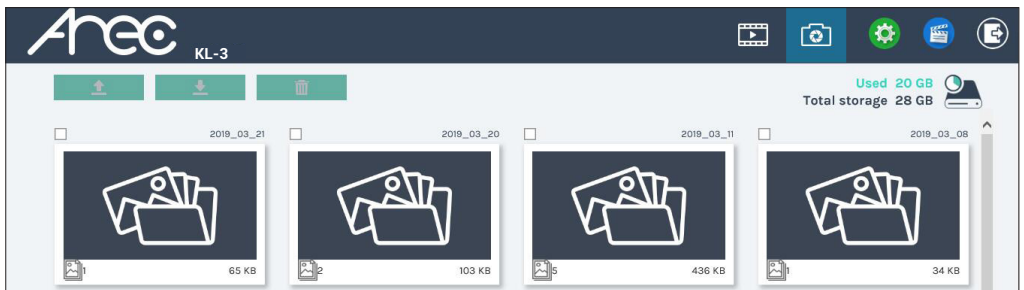 Arec KL-3
Used 20 GB
Total storage 28 GB
2019_03_21 2019_03_20 2019_03_11 2019_03_08
1 65 KB 2 103 KB 5 436 KB 1 34 KB